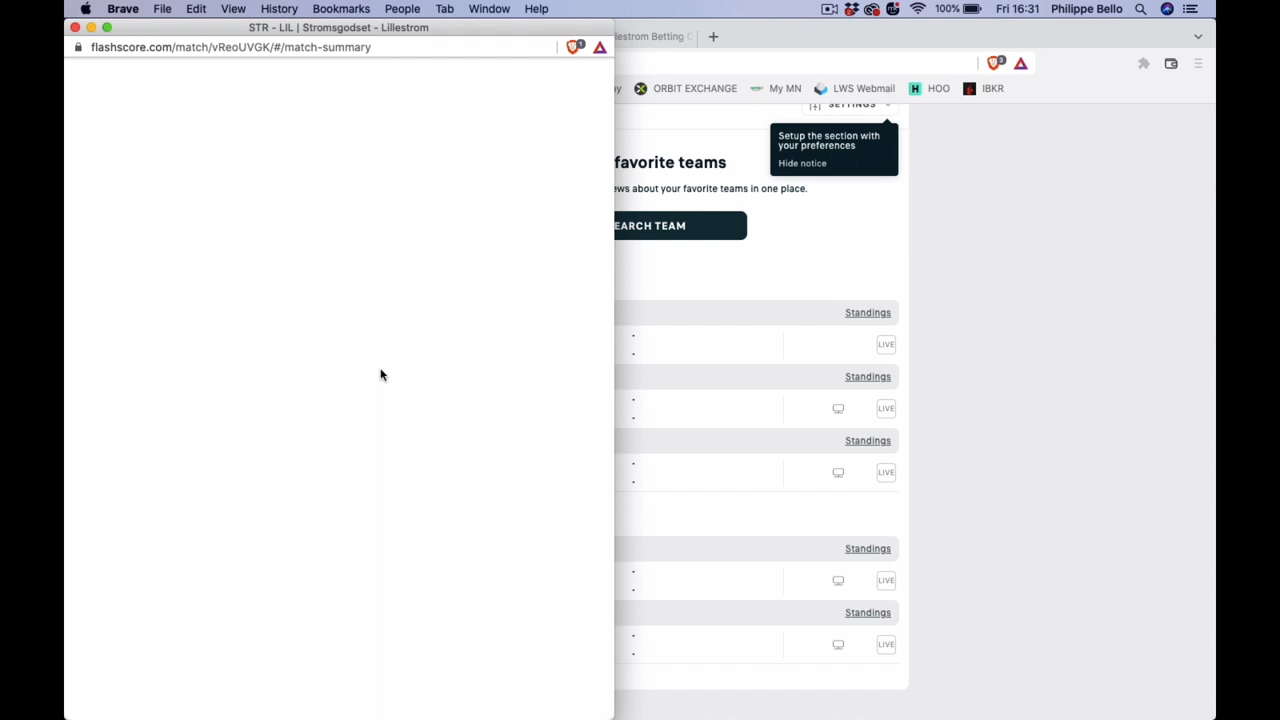 Brave File Edit View History Bookmarks People Tab Window Help 100% Fri 16:31 Philippe Bello
STR - LIL | Stromsgodset - Lillestrom
flashscore.com/match/vReoUVGK/#/match-summary
1
lestrom Betting
3
ORBIT EXCHANGE My MN LWS Webmail HOO IBKR
SETTINGS
Setup the section with
your preferences
Hide notice
favorite teams
ews about your favorite teams in one place.
EARCH TEAM
Standings
- LIVE
-
Standings
- LIVE
-
Standings
- LIVE
-
Standings
- LIVE
-
Standings
- LIVE
-